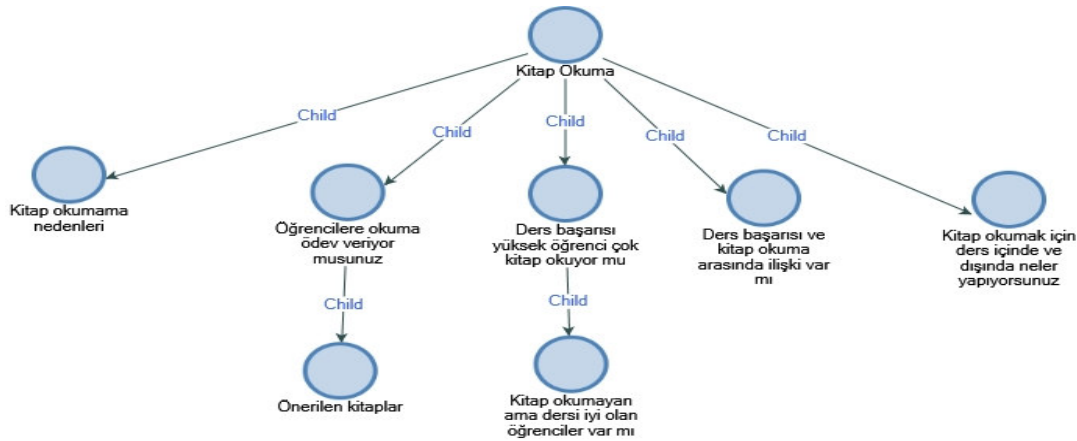 Kitap Okuma
Child
Child
Child
Child
Child
Kitap okumama
nedenleri
Öğrencilere okuma
ödev veriyor
musunuz
Ders başarısı
yüksek öğrenci çok
kitap okuyor mu
Ders başarısı ve
kitap okuma
arasında ilişki var
mı
Kitap okumak için
ders içinde ve
dışında neler
yapıyorsunuz
Child
Child
Önerilen kitaplar
Kitap okumayan
ama dersi iyi olan
öğrenciler var mı